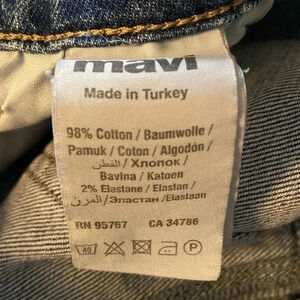 mavi
Made in Turkey
98% Cotton / Baumwolle /
Pamuk / Coton / Algodón /
القطن / Хлопок /
Bavlna / Katoen
2% Elastane / Elastan /
المرن / Эластан / Elastaan
RN 95767 CA 34786
40 P